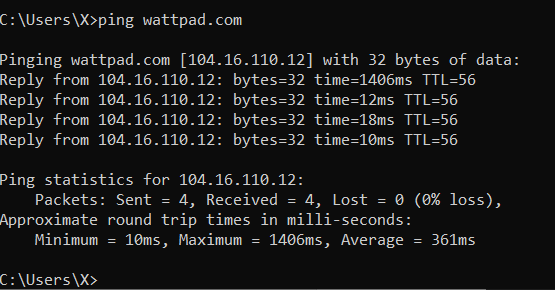 C:\Users\X>ping wattpad.com
Pinging wattpad.com [104.16.110.12] with 32 bytes of data:
Reply from 104.16.110.12: bytes=32 time=1406ms TTL=56
Reply from 104.16.110.12: bytes=32 time=12ms TTL=56
Reply from 104.16.110.12: bytes=32 time=18ms TTL=56
Reply from 104.16.110.12: bytes=32 time=10ms TTL=56
Ping statistics for 104.16.110.12:
Packets: Sent = 4, Received = 4, Lost = 0 (0% loss),
Approximate round trip times in milli-seconds:
Minimum = 10ms, Maximum = 1406ms, Average = 361ms
C:\Users\X>